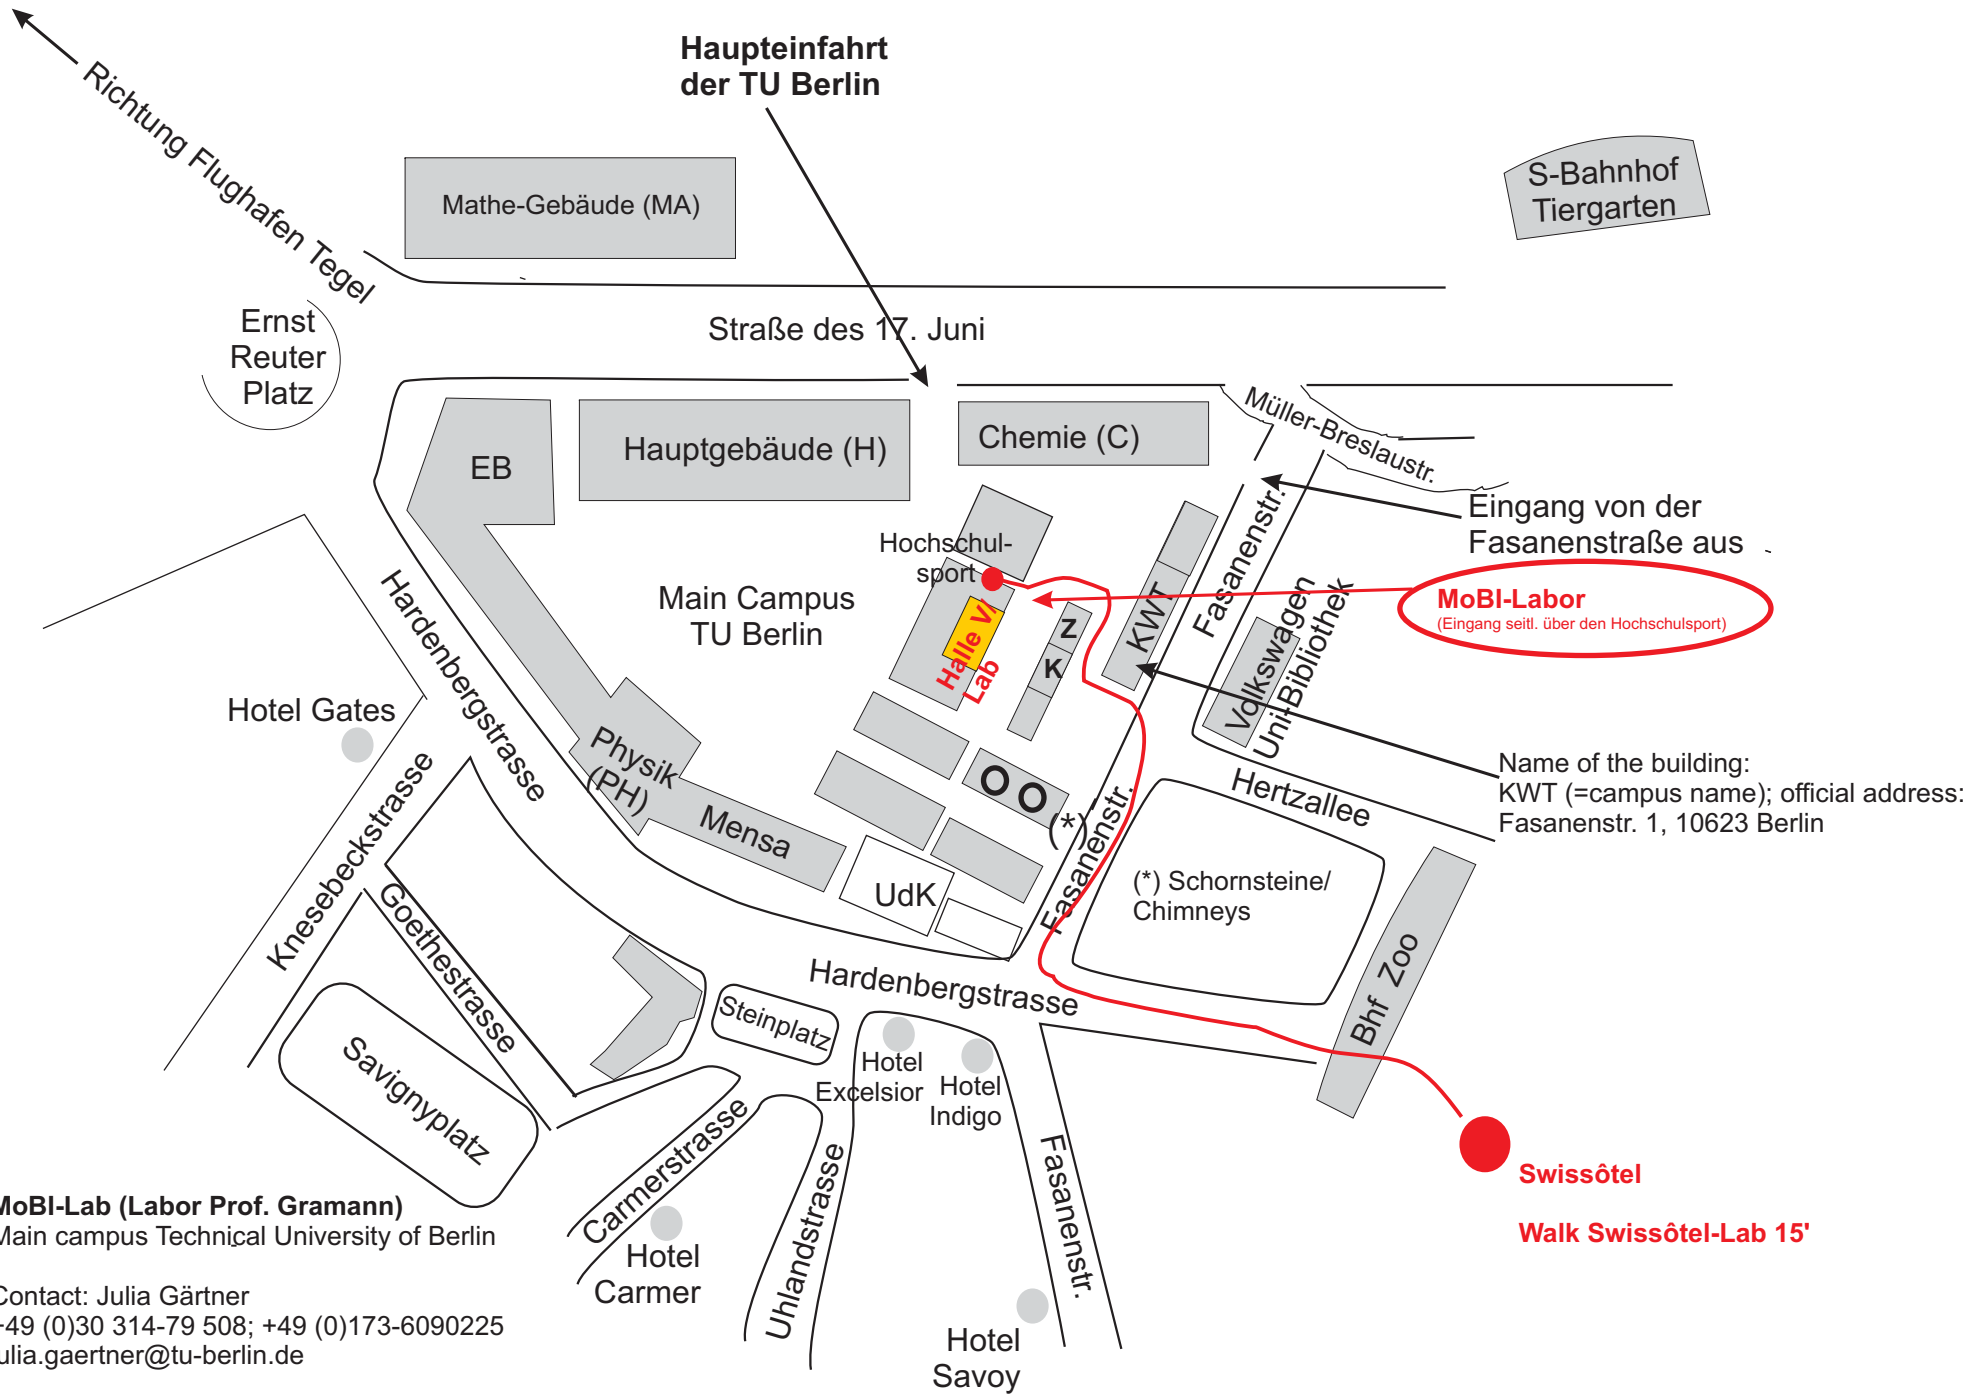 Haupteinfahrt
der TU Berlin
Richtung Flughafen Tegel
Mathe-Gebäude (MA)
S-Bahnhof
Tiergarten
Ernst
Reuter
Platz
Straße des 17. Juni
Müller-Breslaustr.
EB
Hauptgebäude (H)
Chemie (C)
Eingang von der
Fasanenstraße aus
Fasanenstr.
Hochschul-
sport
Main Campus
TU Berlin
Halle V/
Lab
Z
K
KWT
Volkswagen
Uni-Bibliothek
MoBI-Labor
(Eingang seitl. über den Hochschulsport)
Hardenbergstrasse
Hotel Gates
Physik
(PH)
Mensa
(*)
Fasanenstr.
Hertzallee
Name of the building:
KWT (=campus name); official address:
Fasanenstr. 1, 10623 Berlin
Knesebeckstrasse
Goethestrasse
UdK
(*) Schornsteine/
Chimneys
Bhf Zoo
Hardenbergstrasse
Steinplatz
Savignyplatz
Hotel
Excelsior
Hotel
Indigo
Carmerstrasse
Uhlandstrasse
Fasanenstr.
Hotel
Carmer
Hotel
Savoy
Swissôtel
Walk Swissôtel-Lab 15'
MoBI-Lab (Labor Prof. Gramann)
Main campus Technical University of Berlin
Contact: Julia Gärtner
+49 (0)30 314-79 508; +49 (0)173-6090225
julia.gaertner@tu-berlin.de